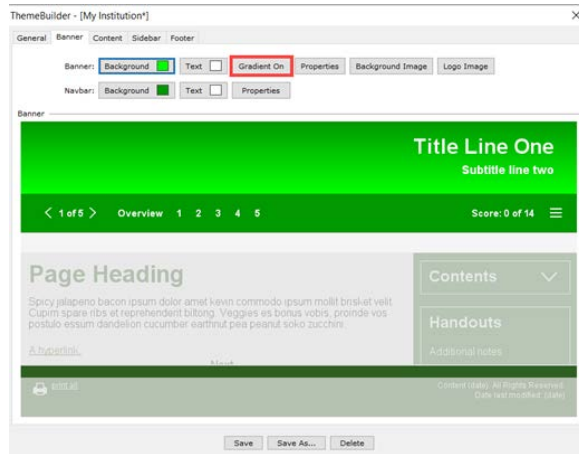 ThemeBuilder - [My Institution*]
General Banner Content Sidebar Footer
Banner: Background Text Gradient On Properties Background Image Logo Image
Navbar: Background Text Properties
Banner
Title Line One
Subtitle line two
< 1 of 5 > Overview 1 2 3 4 5 Score: 0 of 14
Page Heading
Spicy jalapeno bacon ipsum dolor amet kevin commodo ipsum mollit brisket velit.
Cupim spare ribs et reprehenderit biltong. Veggies es bonus vobis, proinde vos
postulo essum dandelion cucumber earthnut pea peanut soko zucchini.
A hyperlink.
Next
Contents
Handouts
Additional notes
print all
Content (date). All Rights Reserved.
Date last modified: (date)
Save Save As... Delete